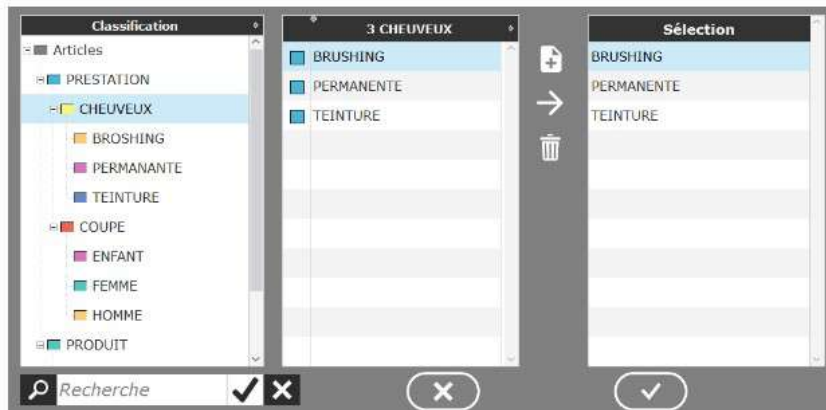 Classification
Articles
PRESTATION
CHEUVEUX
BROSHING
PERMANANTE
TEINTURE
COUPE
ENFANT
FEMME
HOMME
PRODUIT
Recherche
3 CHEUVEUX
BRUSHING
PERMANENTE
TEINTURE
Sélection
BRUSHING
PERMANENTE
TEINTURE